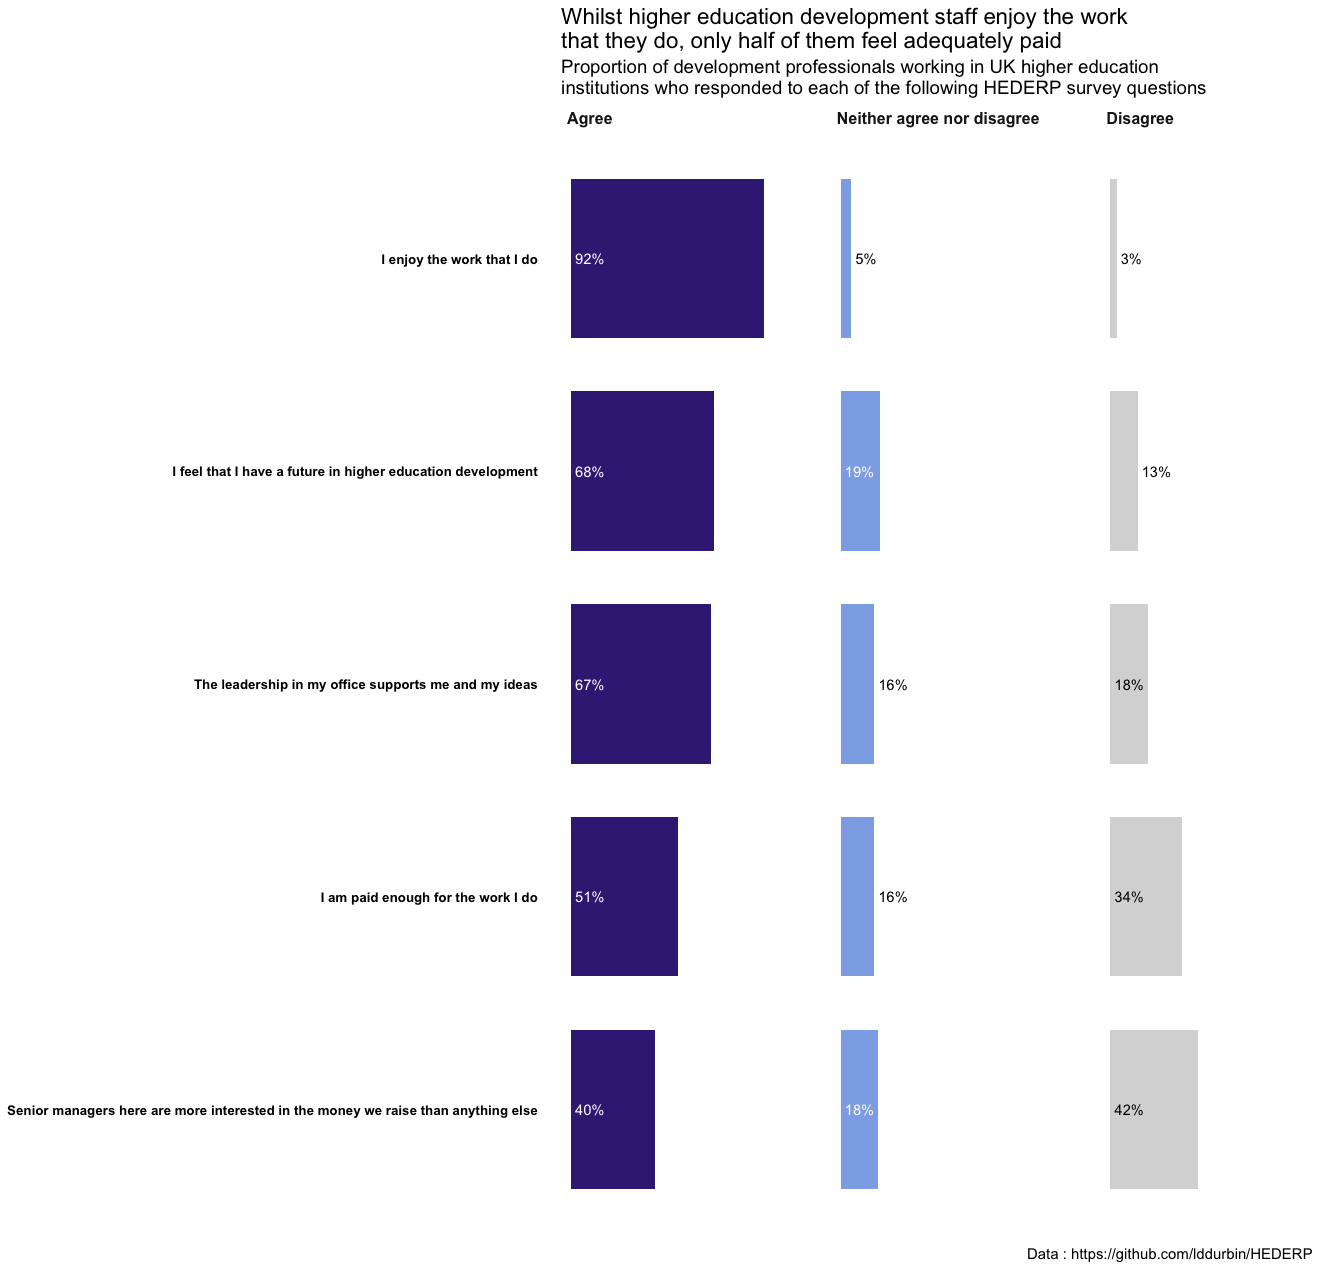 Whilst higher education development staff enjoy the work
that they do, only half of them feel adequately paid
Proportion of development professionals working in UK higher education
institutions who responded to each of the following HEDERP survey questions
Agree Neither agree nor disagree Disagree
I enjoy the work that I do 92% 5% 3%
I feel that I have a future in higher education development 68% 19% 13%
The leadership in my office supports me and my ideas 67% 16% 18%
I am paid enough for the work I do 51% 16% 34%
Senior managers here are more interested in the money we raise than anything else 40% 18% 42%
Data : https://github.com/lddurbin/HEDERP